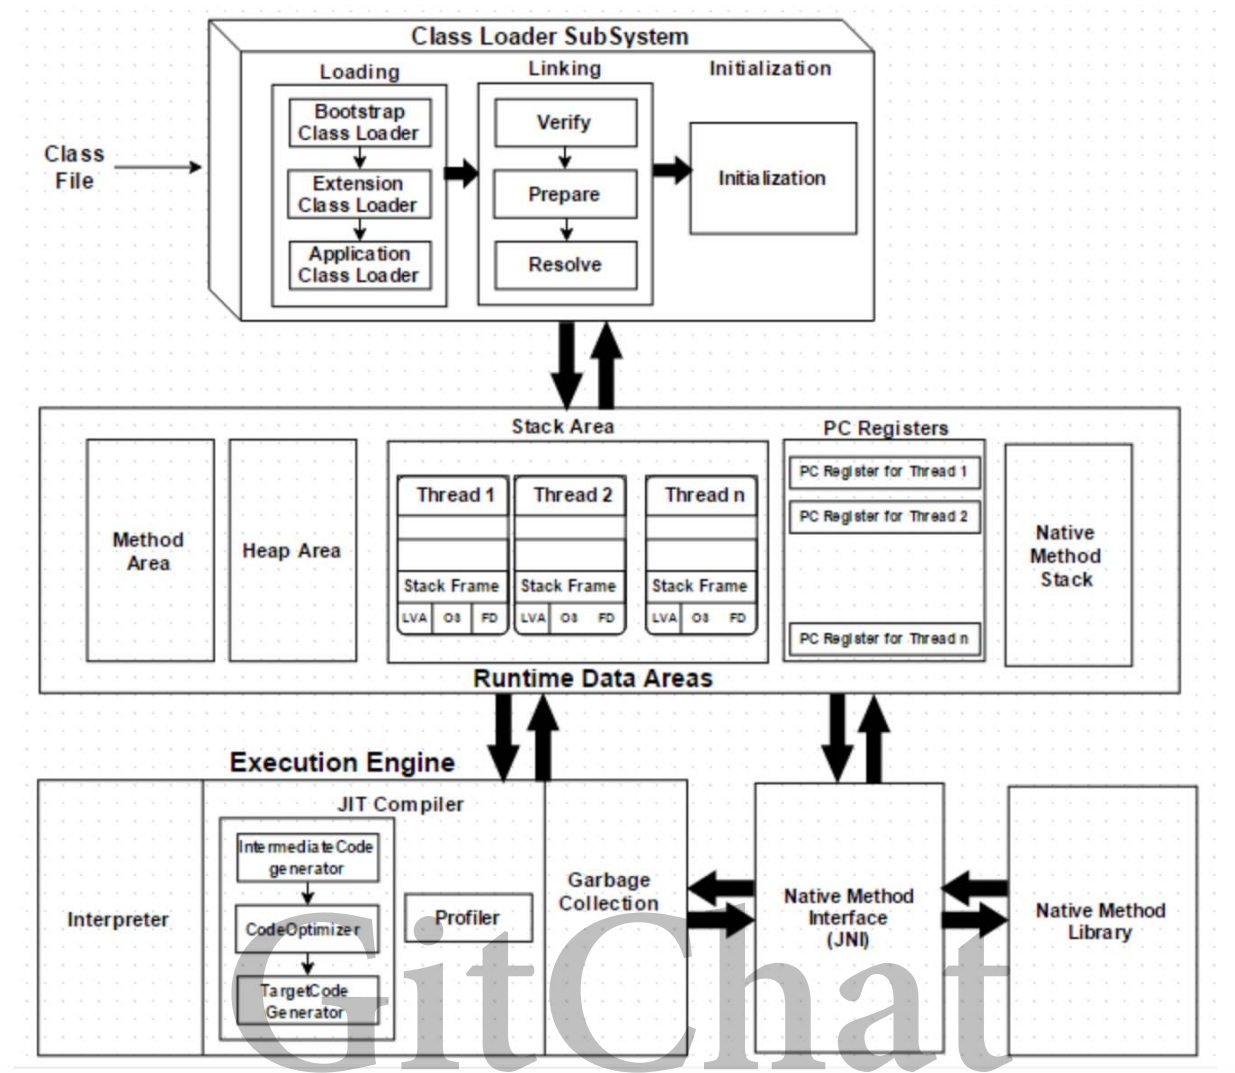 Class Loader SubSystem
Loading
Linking
Initialization
Bootstrap
Class Loader
Extension
Class Loader
Application
Class Loader
Verify
Prepare
Resolve
Initialization
Class
File
Stack Area
PC Registers
Method
Area
Heap Area
Thread 1
Stack Frame
LVA
OS
FD
Thread 2
Stack Frame
LVA
OS
FD
Thread n
Stack Frame
LVA
OS
FD
PC Register for Thread 1
PC Register for Thread 2
PC Register for Thread n
Native
Method
Stack
Runtime Data Areas
Execution Engine
Interpreter
JIT Compiler
IntermediateCode
generator
CodeOptimizer
TargetCode
Generator
Profiler
Garbage
Collection
Native Method
Interface
(JNI)
Native Method
Library
GitChat